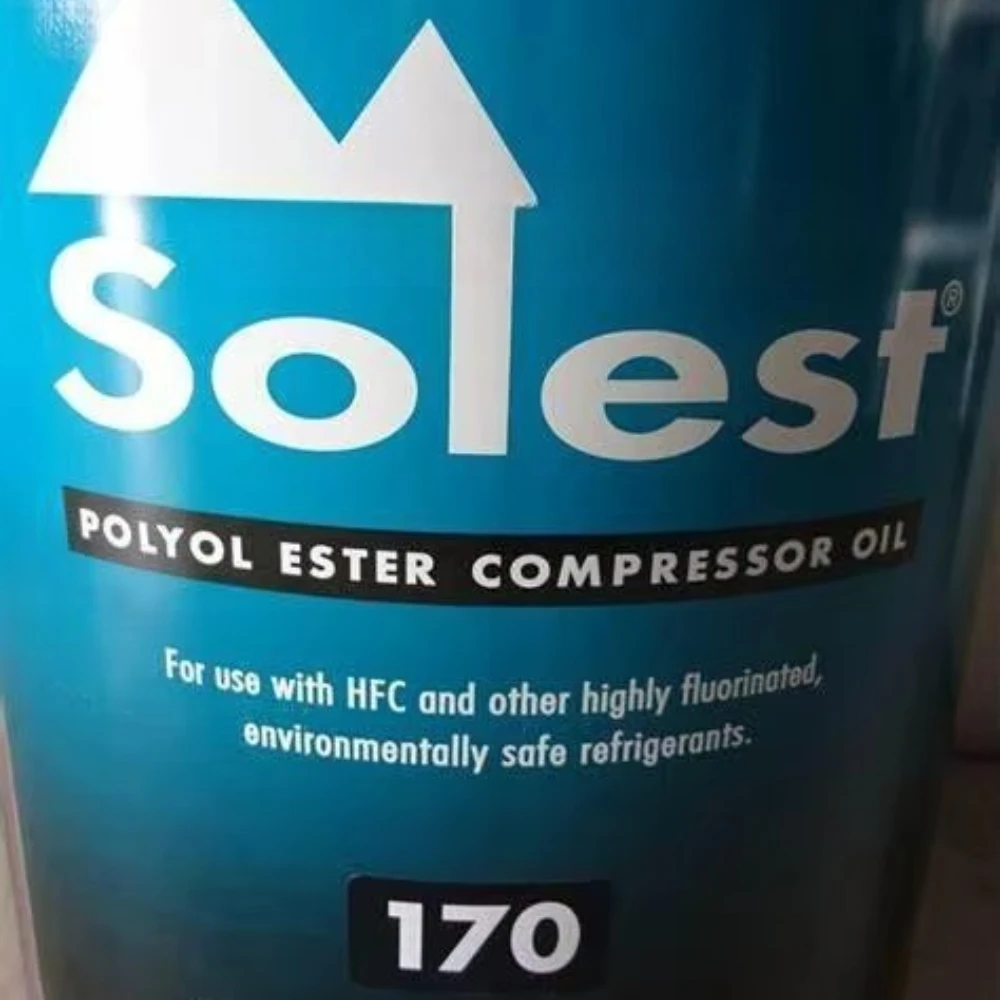 Solest®
POLYOL ESTER COMPRESSOR OIL
For use with HFC and other highly fluorinated,
environmentally safe refrigerants.
170